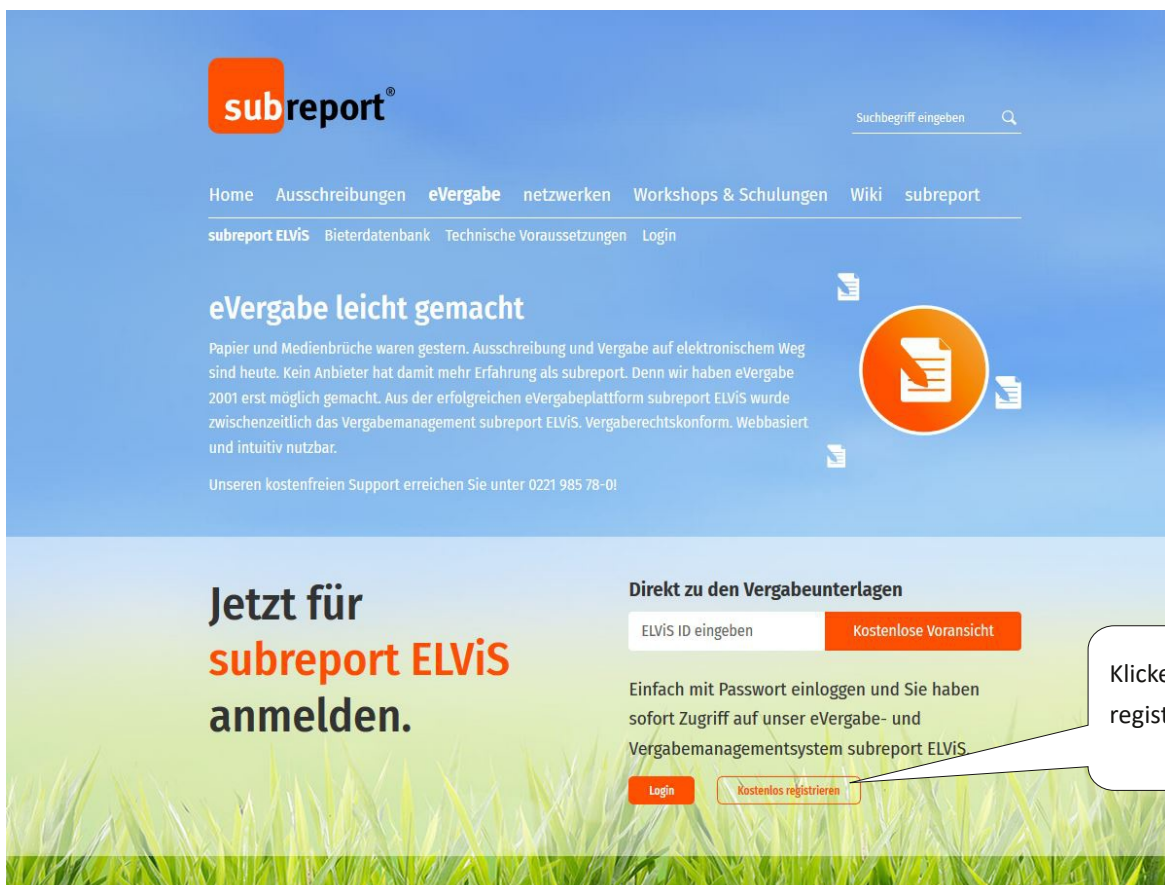 subreport®
Suchbegriff eingeben
Home Ausschreibungen eVergabe netzwerken Workshops & Schulungen Wiki subreport
subreport ELViS Bieterdatenbank Technische Voraussetzungen Login
eVergabe leicht gemacht
Papier und Medienbrüche waren gestern. Ausschreibung und Vergabe auf elektronischem Weg
sind heute. Kein Anbieter hat damit mehr Erfahrung als subreport. Denn wir haben eVergabe
2001 erst möglich gemacht. Aus der erfolgreichen eVergabeplattform subreport ELViS wurde
zwischenzeitlich das Vergabemanagement subreport ELViS. Vergaberechtskonform. Webbasiert
und intuitiv nutzbar.
Unseren kostenfreien Support erreichen Sie unter 0221 985 78-0!
Jetzt für
subreport ELViS
anmelden.
Direkt zu den Vergabeunterlagen
ELViS ID eingeben Kostenlose Voransicht
Einfach mit Passwort einloggen und Sie haben
sofort Zugriff auf unser eVergabe- und
Vergabemanagementsystem subreport ELViS.
Login Kostenlos registrieren